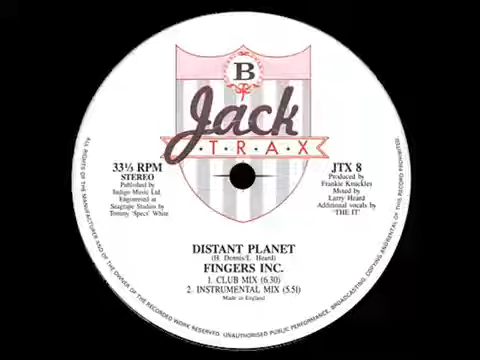 B
Jack
TRAX
33⅓ RPM
STEREO
Published by
Indigo Music Ltd.
Engineered at
Seagrape Studios by
Tommy 'Specs' White
JTX 8
Produced by
Frankie Knuckles
Mixed by
Larry Heard
Additional vocals by
"THE IT"
DISTANT PLANET
(H. Dennis/L. Heard)
FINGERS INC.
1. CLUB MIX (6.30)
2. INSTRUMENTAL MIX (5.51)
Made in England
ALL RIGHTS OF THE MANUFACTURER AND OF THE OWNER OF THE RECORDED WORK RESERVED. UNAUTHORISED PUBLIC PERFORMANCE, BROADCASTING, COPYING AND RENTAL OF THIS RECORD PROHIBITED.